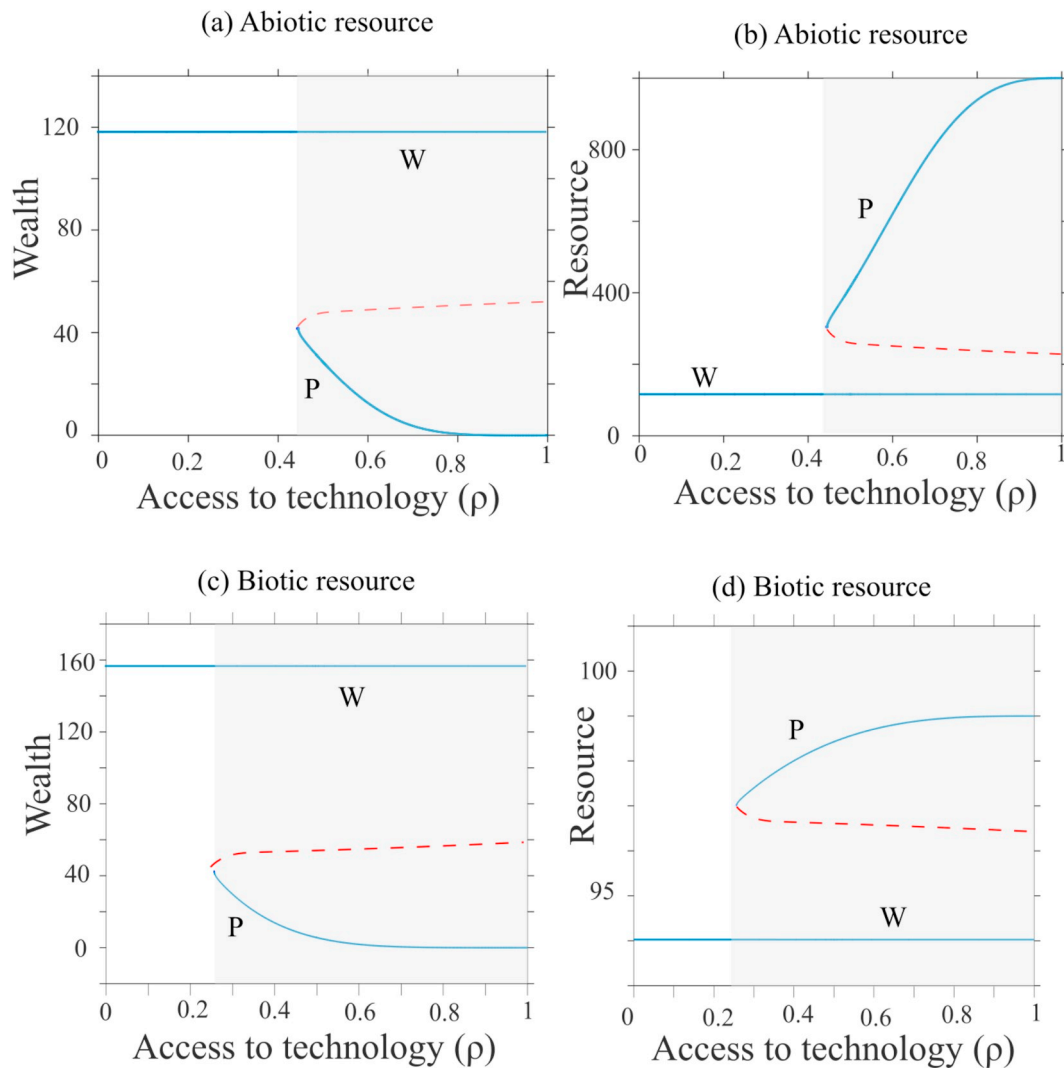 (a) Abiotic resource
(b) Abiotic resource
120
80
40
0
Wealth
W
P
0 0.2 0.4 0.6 0.8 1
Access to technology (ρ)
800
400
0
Resource
P
W
0 0.2 0.4 0.6 0.8 1
Access to technology (ρ)
(c) Biotic resource
(d) Biotic resource
160
120
80
40
0
Wealth
W
P
0 0.2 0.4 0.6 0.8 1
Access to technology (ρ)
100
95
Resource
P
W
0 0.2 0.4 0.6 0.8 1
Access to technology (ρ)